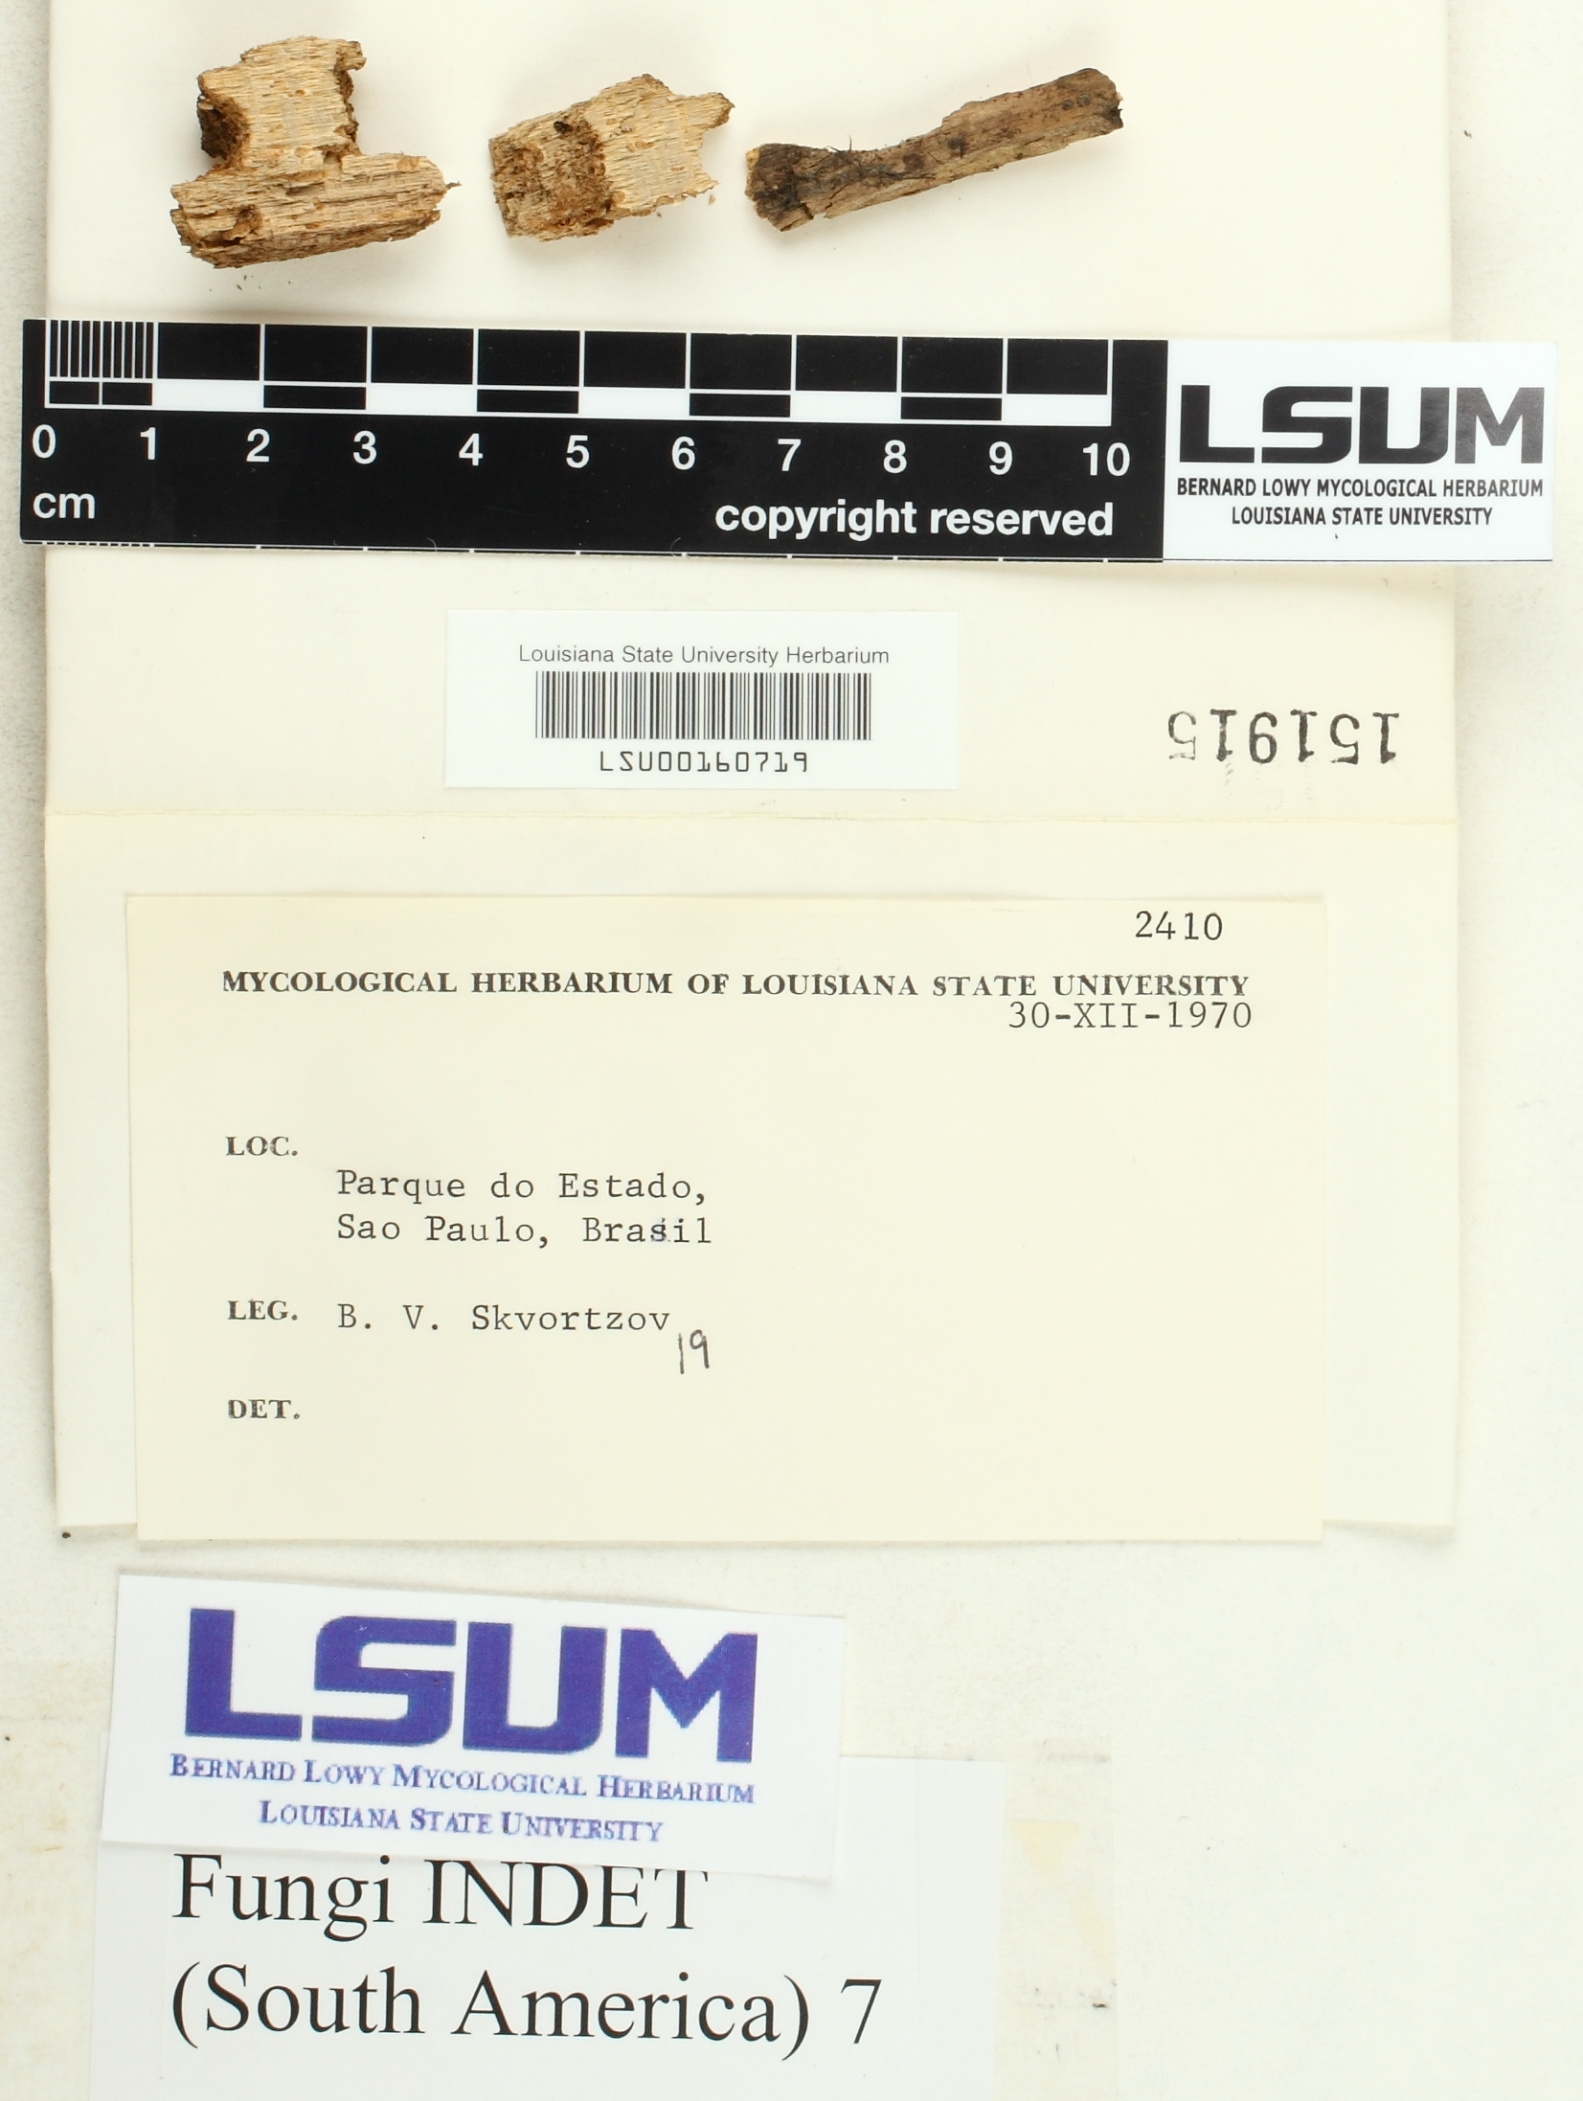 0 1 2 3 4 5 6 7 8 9 10
cm
copyright reserved
LSUM
BERNARD LOWY MYCOLOGICAL HERBARIUM
LOUISIANA STATE UNIVERSITY
Louisiana State University Herbarium
LSU00160719
151915
2410
MYCOLOGICAL HERBARIUM OF LOUISIANA STATE UNIVERSITY
30-XII-1970
LOC.
Parque do Estado,
Sao Paulo, Brasil
LEG. B. V. Skvortzov
19
DET.
LSUM
BERNARD LOWY MYCOLOGICAL HERBARIUM
LOUISIANA STATE UNIVERSITY
Fungi INDET
(South America) 7